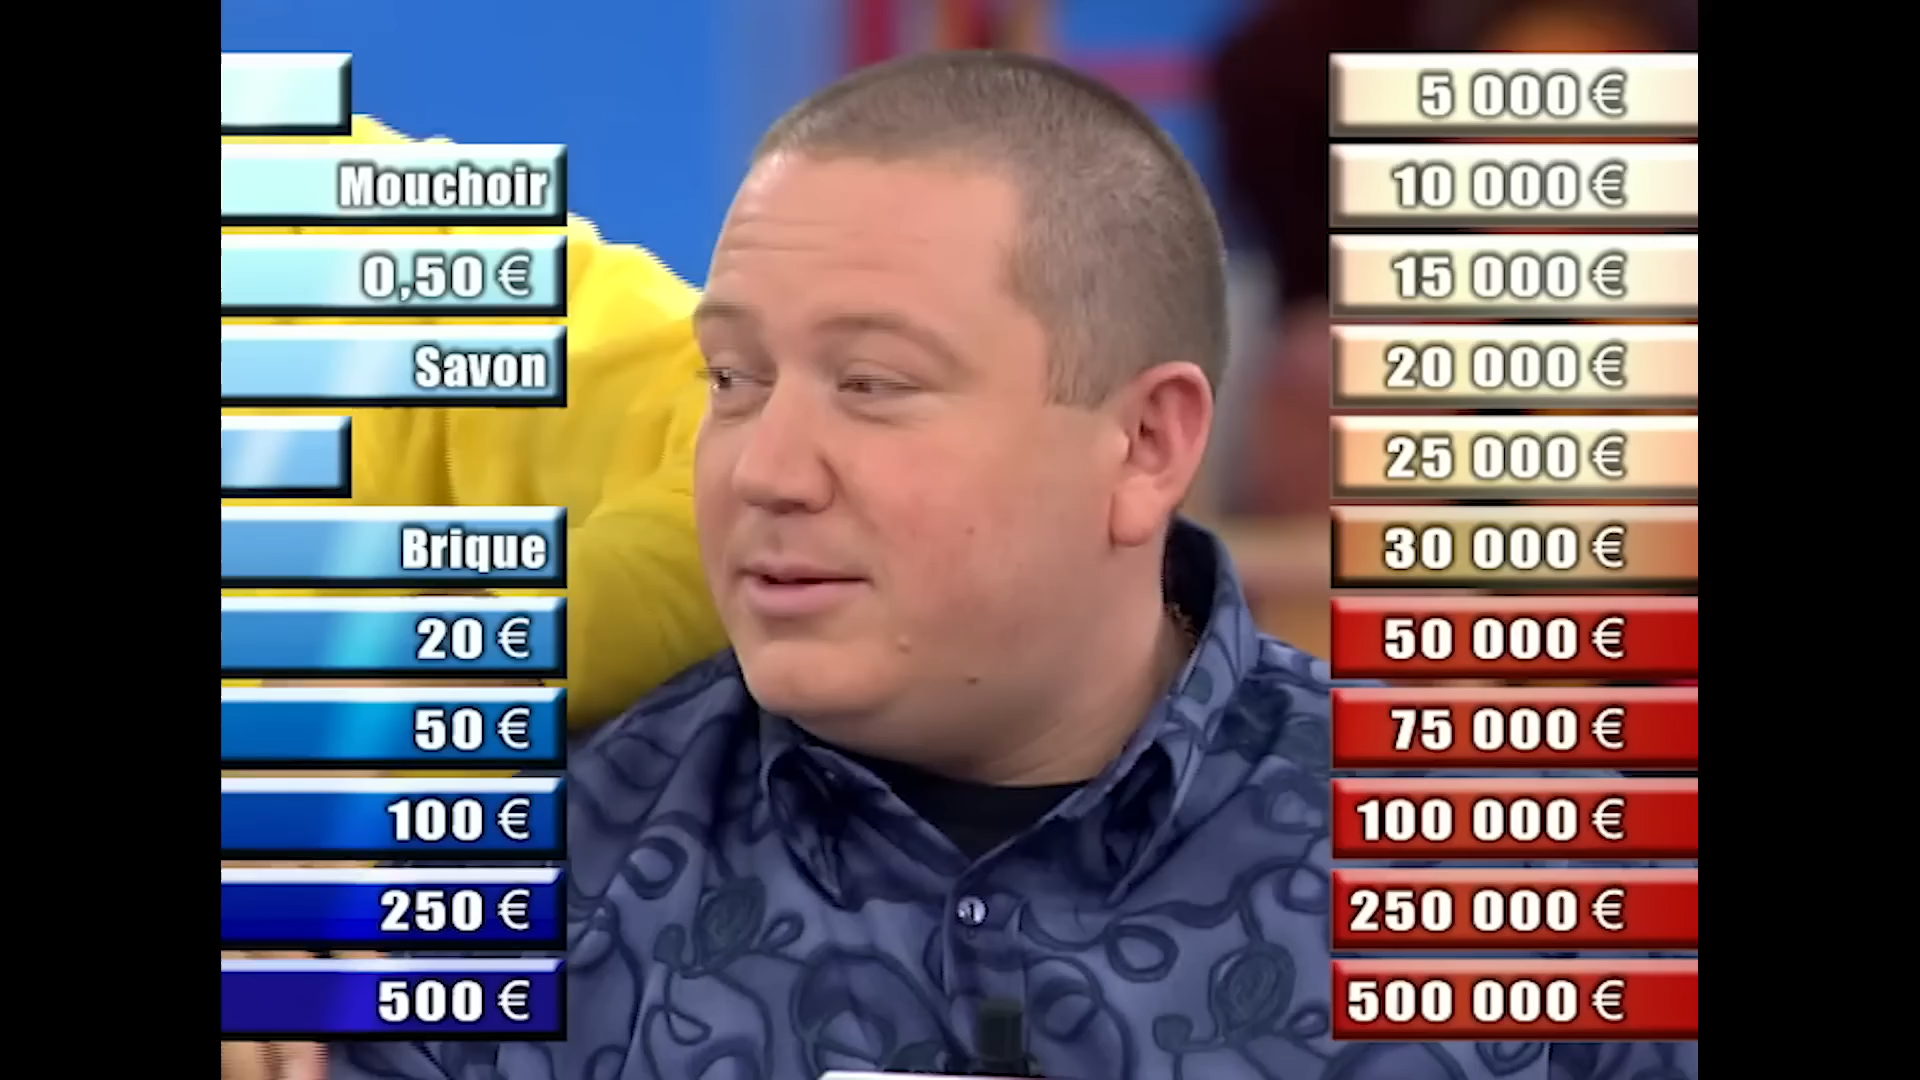 Mouchoir
0,50 €
Savon
Brique
20 €
50 €
100 €
250 €
500 €
5 000 €
10 000 €
15 000 €
20 000 €
25 000 €
30 000 €
50 000 €
75 000 €
100 000 €
250 000 €
500 000 €